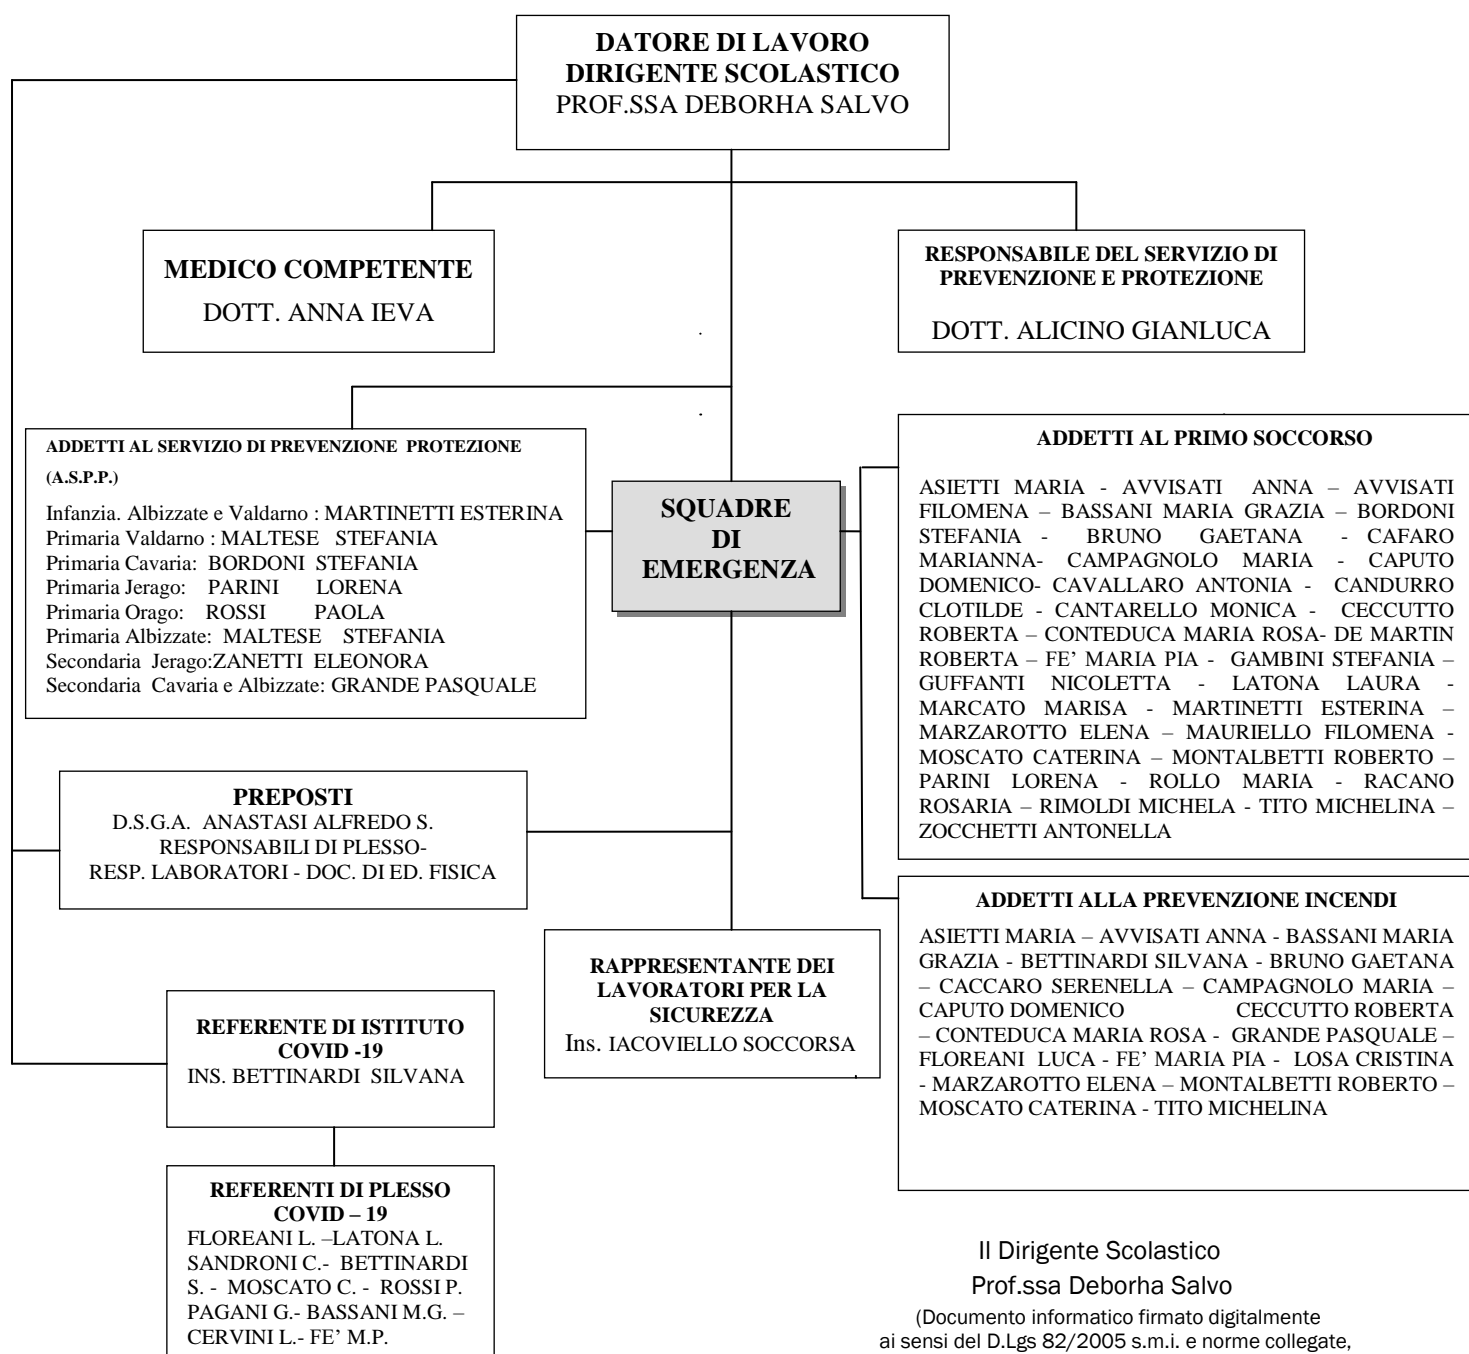 DATORE DI LAVORO
DIRIGENTE SCOLASTICO
PROF.SSA DEBORHA SALVO
MEDICO COMPETENTE
DOTT. ANNA IEVA
RESPONSABILE DEL SERVIZIO DI
PREVENZIONE E PROTEZIONE
DOTT. ALICINO GIANLUCA
ADDETTI AL SERVIZIO DI PREVENZIONE PROTEZIONE
(A.S.P.P.)
Infanzia. Albizzate e Valdarno : MARTINETTI ESTERINA
Primaria Valdarno : MALTESE STEFANIA
Primaria Cavaria: BORDONI STEFANIA
Primaria Jerago: PARINI LORENA
Primaria Orago: ROSSI PAOLA
Primaria Albizzate: MALTESE STEFANIA
Secondaria Jerago:ZANETTI ELEONORA
Secondaria Cavaria e Albizzate: GRANDE PASQUALE
SQUADRE
DI
EMERGENZA
ADDETTI AL PRIMO SOCCORSO
ASIETTI MARIA - AVVISATI ANNA – AVVISATI
FILOMENA – BASSANI MARIA GRAZIA – BORDONI
STEFANIA - BRUNO GAETANA - CAFARO
MARIANNA- CAMPAGNOLO MARIA - CAPUTO
DOMENICO- CAVALLARO ANTONIA - CANDURRO
CLOTILDE - CANTARELLO MONICA - CECCUTTO
ROBERTA – CONTEDUCA MARIA ROSA- DE MARTIN
ROBERTA – FE’ MARIA PIA - GAMBINI STEFANIA –
GUFFANTI NICOLETTA - LATONA LAURA -
MARCATO MARISA - MARTINETTI ESTERINA –
MARZAROTTO ELENA – MAURIELLO FILOMENA -
MOSCATO CATERINA – MONTALBETTI ROBERTO –
PARINI LORENA - ROLLO MARIA - RACANO
ROSARIA – RIMOLDI MICHELA - TITO MICHELINA –
ZOCCHETTI ANTONELLA
PREPOSTI
D.S.G.A. ANASTASI ALFREDO S.
RESPONSABILI DI PLESSO-
RESP. LABORATORI - DOC. DI ED. FISICA
ADDETTI ALLA PREVENZIONE INCENDI
ASIETTI MARIA – AVVISATI ANNA - BASSANI MARIA
GRAZIA - BETTINARDI SILVANA - BRUNO GAETANA
– CACCARO SERENELLA – CAMPAGNOLO MARIA –
CAPUTO DOMENICO CECCUTTO ROBERTA
– CONTEDUCA MARIA ROSA - GRANDE PASQUALE –
FLOREANI LUCA - FE’ MARIA PIA - LOSA CRISTINA
- MARZAROTTO ELENA – MONTALBETTI ROBERTO –
MOSCATO CATERINA - TITO MICHELINA
RAPPRESENTANTE DEI
LAVORATORI PER LA
SICUREZZA
Ins. IACOVIELLO SOCCORSA
REFERENTE DI ISTITUTO
COVID -19
INS. BETTINARDI SILVANA
REFERENTI DI PLESSO
COVID – 19
FLOREANI L. –LATONA L.
SANDRONI C.- BETTINARDI
S. - MOSCATO C. - ROSSI P.
PAGANI G.- BASSANI M.G. –
CERVINI L.- FE’ M.P.
Il Dirigente Scolastico
Prof.ssa Deborha Salvo
(Documento informatico firmato digitalmente
ai sensi del D.Lgs 82/2005 s.m.i. e norme collegate,